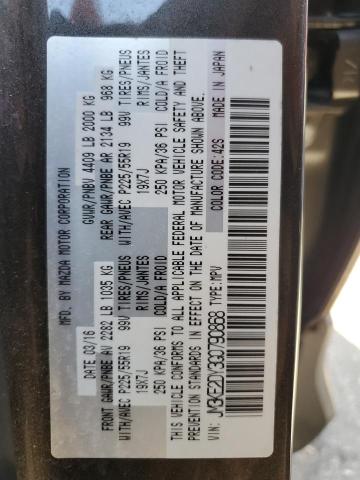 MFD. BY MAZDA MOTOR CORPORATION
DATE 03/16 GVWR/PNBV 4409 LB 2000 KG
FRONT GAWR/PNBE AV 2282 LB 1035 KG REAR GAWR/PNBE AR 2134 LB 968 KG
WITH/AVEC P225/55R19 99V TIRES/PNEUS WITH/AVEC P225/55R19 99V TIRES/PNEUS
19X7J RIMS/JANTES 19X7J RIMS/JANTES
250 KPA/36 PSI COLD/A FROID 250 KPA/36 PSI COLD/A FROID
THIS VEHICLE CONFORMS TO ALL APPLICABLE FEDERAL MOTOR VEHICLE SAFETY AND THEFT
PREVENTION STANDARDS IN EFFECT ON THE DATE OF MANUFACTURE SHOWN ABOVE.
VIN: TYPE: MPV COLOR CODE: 42S MADE IN JAPAN